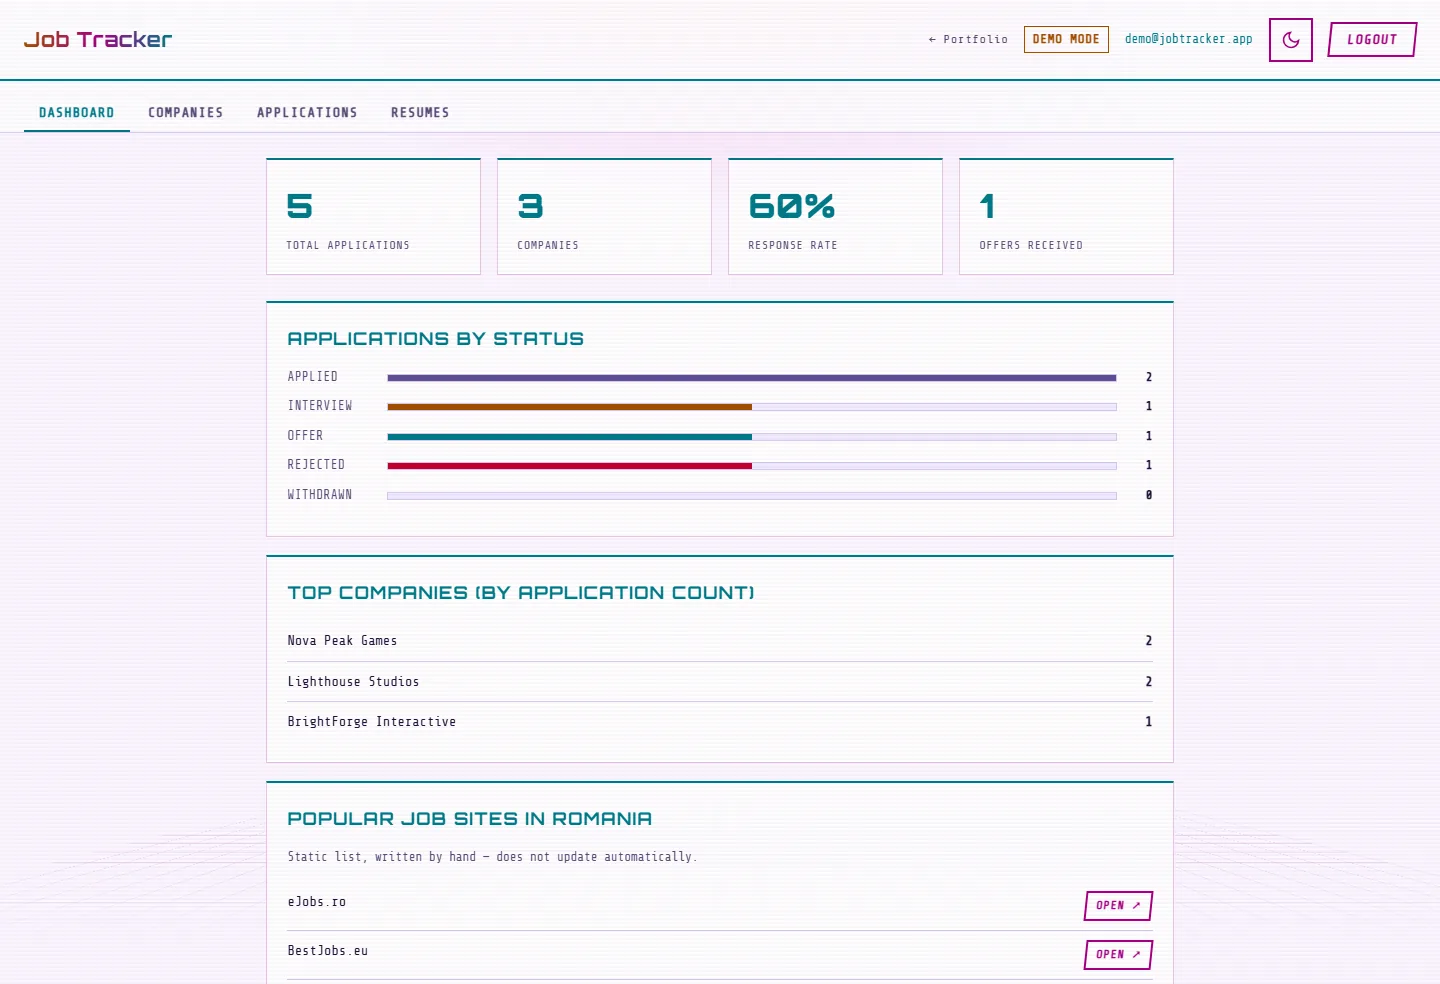 Job Tracker
← Portfolio
DEMO MODE
demo@jobtracker.app
LOGOUT
DASHBOARD
COMPANIES
APPLICATIONS
RESUMES
5
TOTAL APPLICATIONS
3
COMPANIES
60%
RESPONSE RATE
1
OFFERS RECEIVED
APPLICATIONS BY STATUS
APPLIED 2
INTERVIEW 1
OFFER 1
REJECTED 1
WITHDRAWN 0
TOP COMPANIES (BY APPLICATION COUNT)
Nova Peak Games 2
Lighthouse Studios 2
BrightForge Interactive 1
POPULAR JOB SITES IN ROMANIA
Static list, written by hand — does not update automatically.
eJobs.ro OPEN ↗
BestJobs.eu OPEN ↗